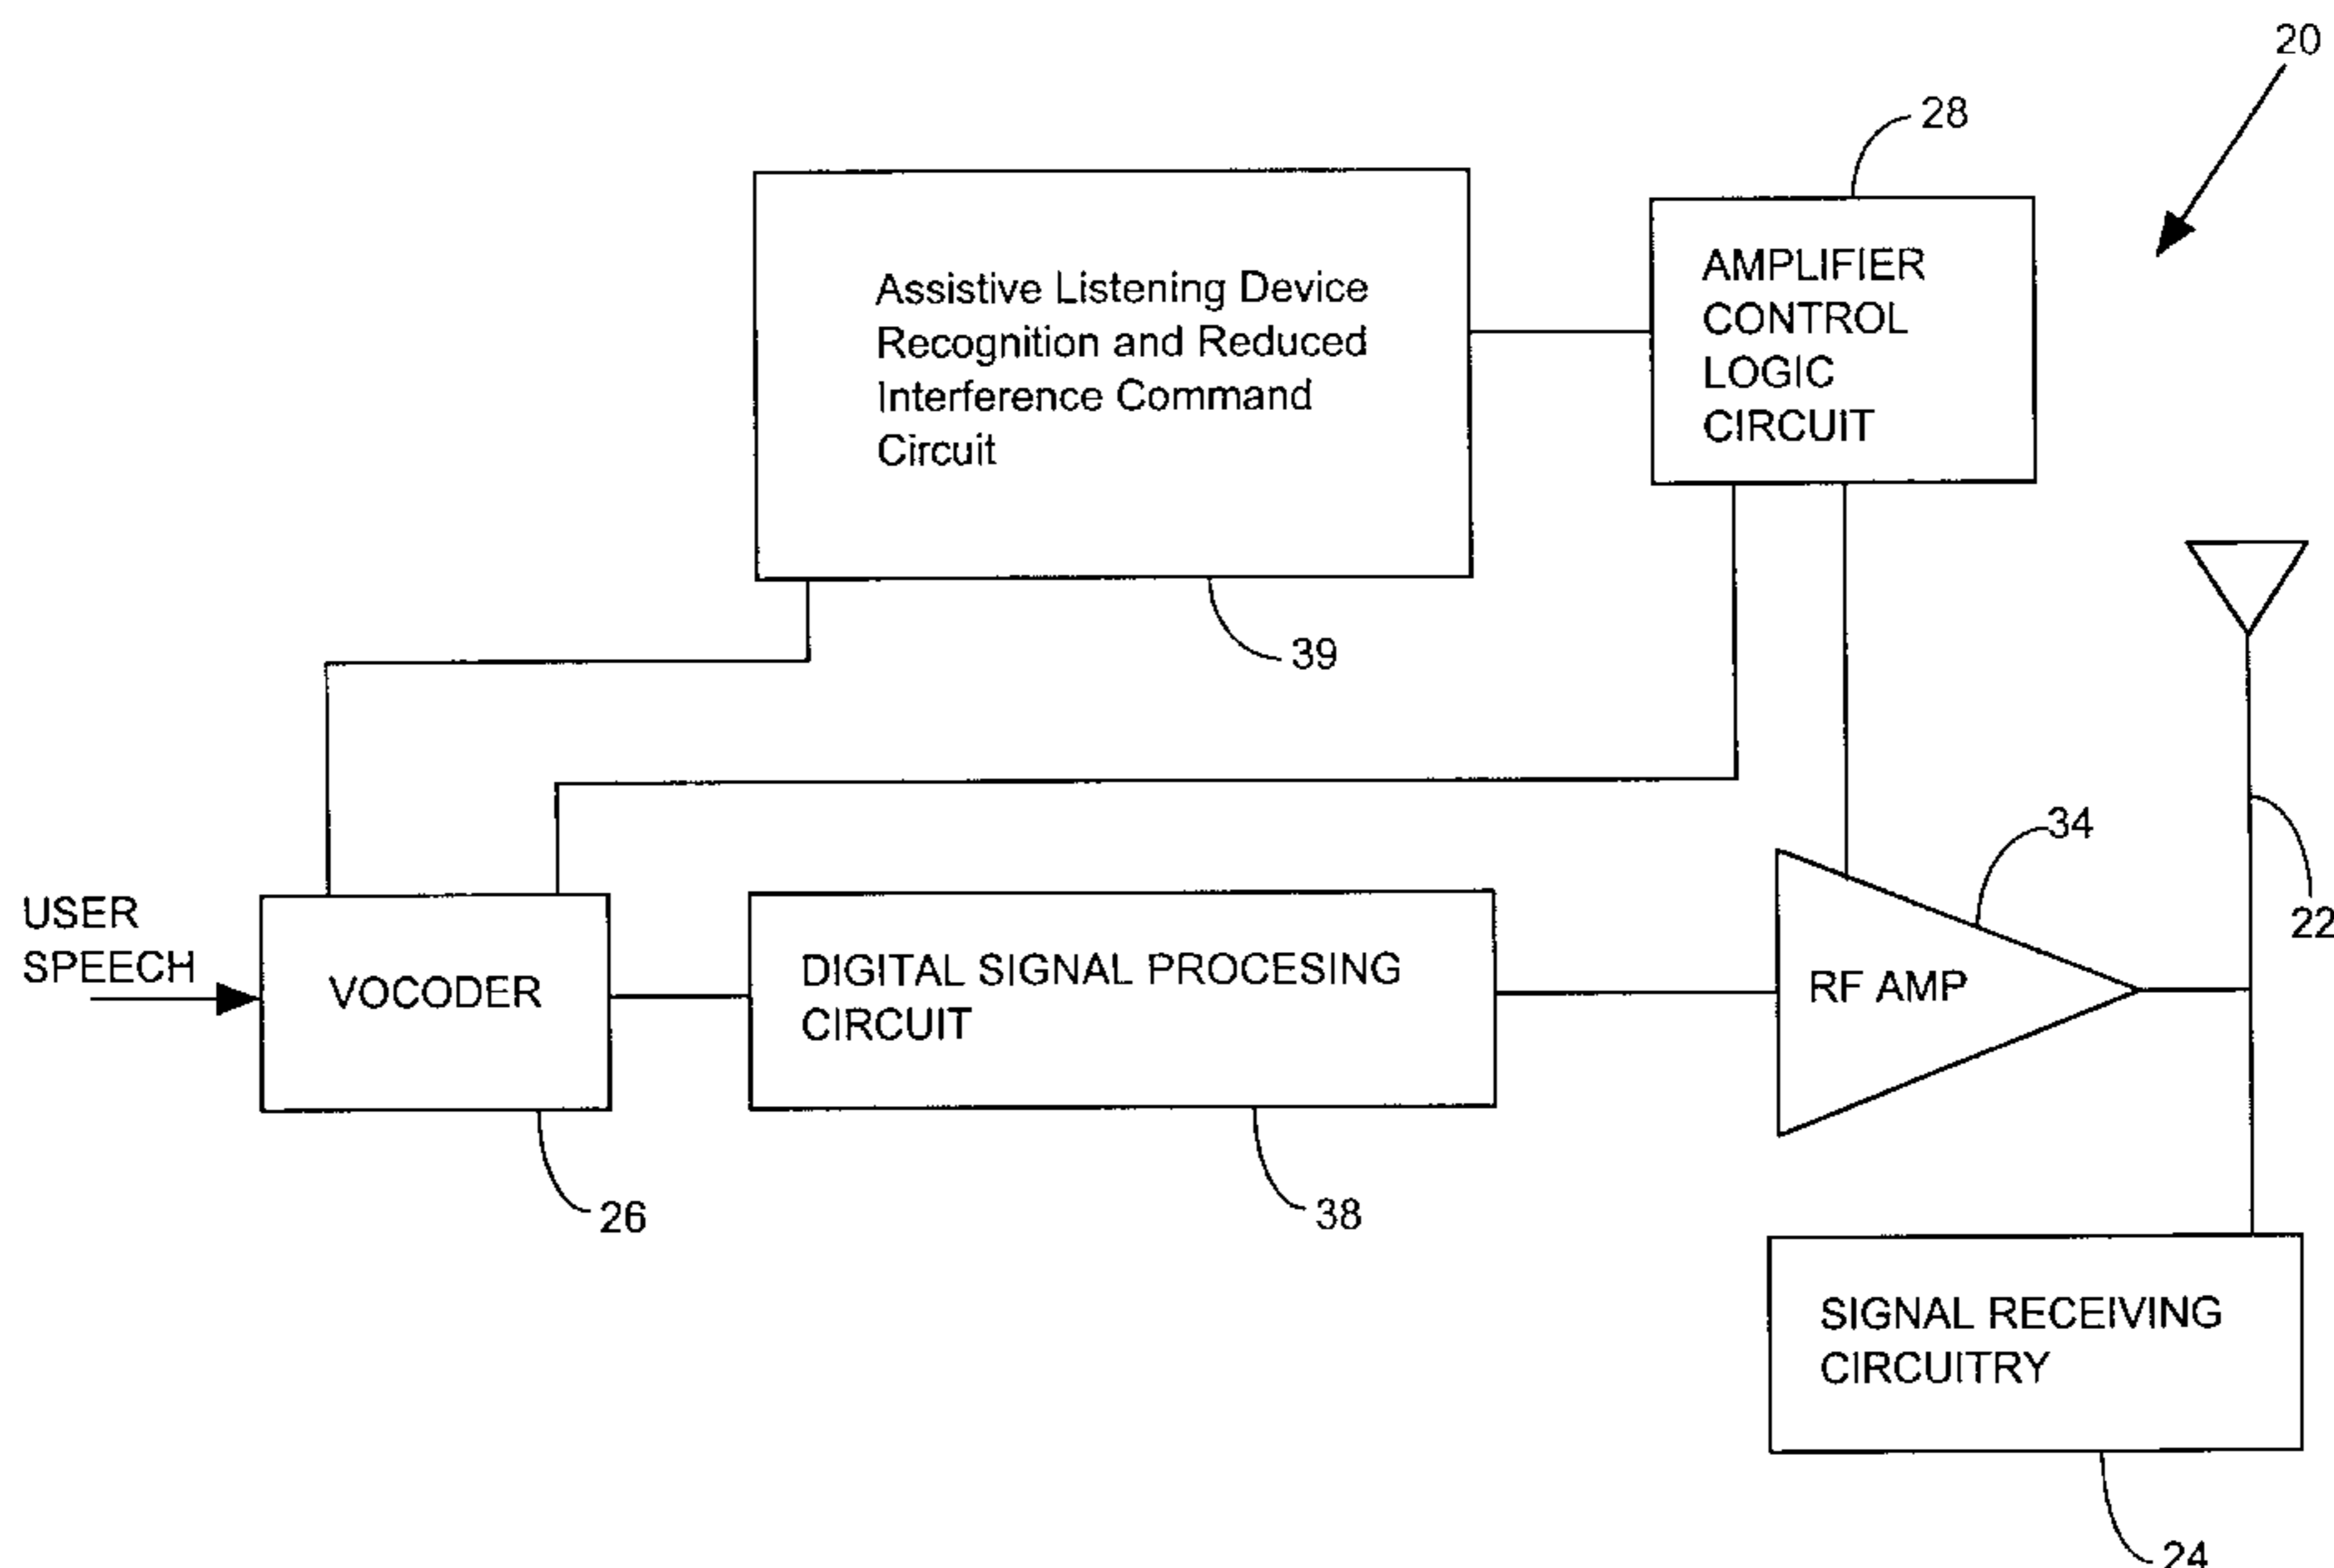 20
28
Assistive Listening Device
Recognition and Reduced
Interference Command
Circuit
AMPLIFIER
CONTROL
LOGIC
CIRCUIT
39
34
22
USER
SPEECH
VOCODER
DIGITAL SIGNAL PROCESING
CIRCUIT
RF AMP
26
38
SIGNAL RECEIVING
CIRCUITRY
24